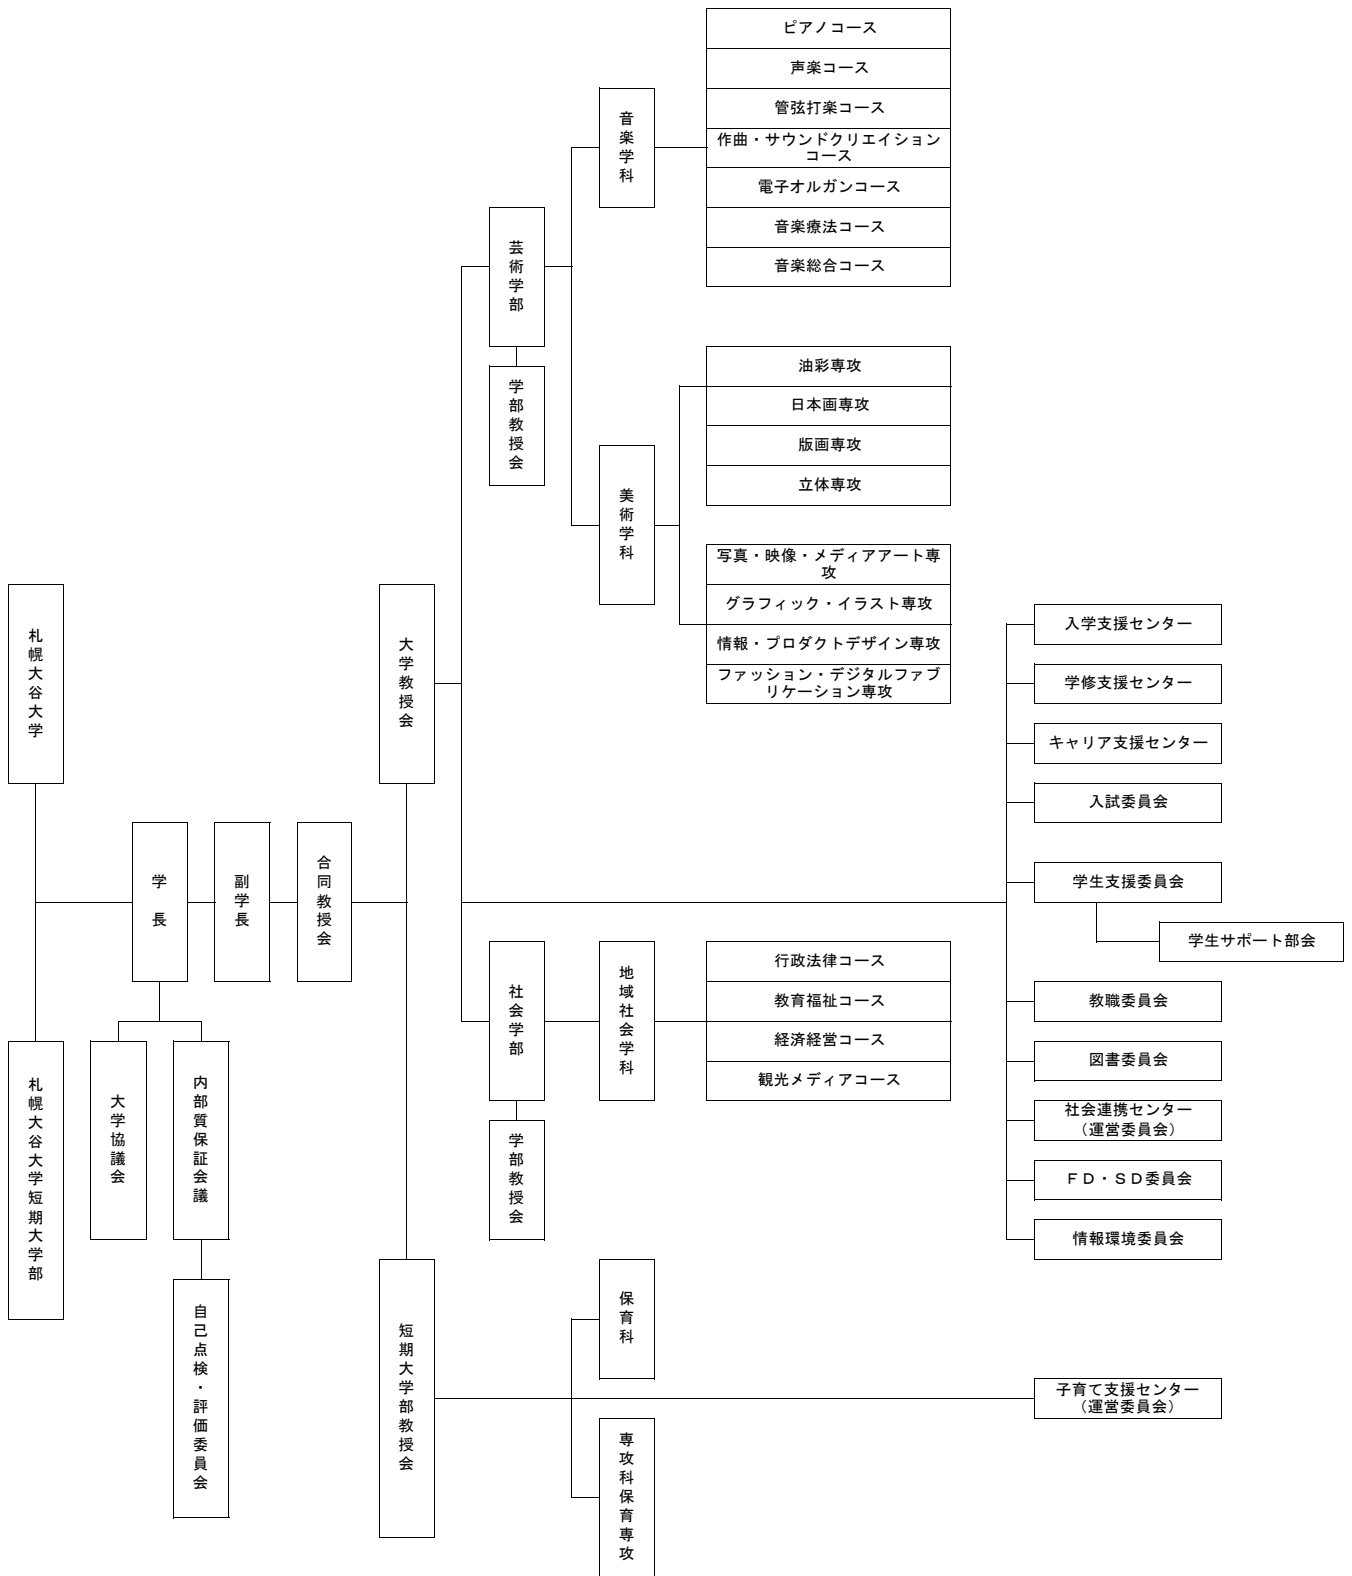 ピアノコース
声楽コース
管弦打楽コース
作曲・サウンドクリエイション
コース
電子オルガンコース
音楽療法コース
音楽総合コース
音楽学科
芸術学部
学部教授会
油彩専攻
日本画専攻
版画専攻
立体専攻
美術学科
写真・映像・メディアアート専
攻
グラフィック・イラスト専攻
情報・プロダクトデザイン専攻
ファッション・デジタルファブ
リケーション専攻
札幌大谷大学
大学教授会
入学支援センター
学修支援センター
キャリア支援センター
入試委員会
学生支援委員会
学生サポート部会
教職委員会
図書委員会
社会連携センター
（運営委員会）
ＦＤ・ＳＤ委員会
情報環境委員会
学長
副学長
合同教授会
社会学部
地域社会学科
行政法律コース
教育福祉コース
経済経営コース
観光メディアコース
学部教授会
札幌大谷大学短期大学部
大学協議会
内部質保証会議
自己点検・評価委員会
短期大学部教授会
保育科
専攻科保育専攻
子育て支援センター
（運営委員会）